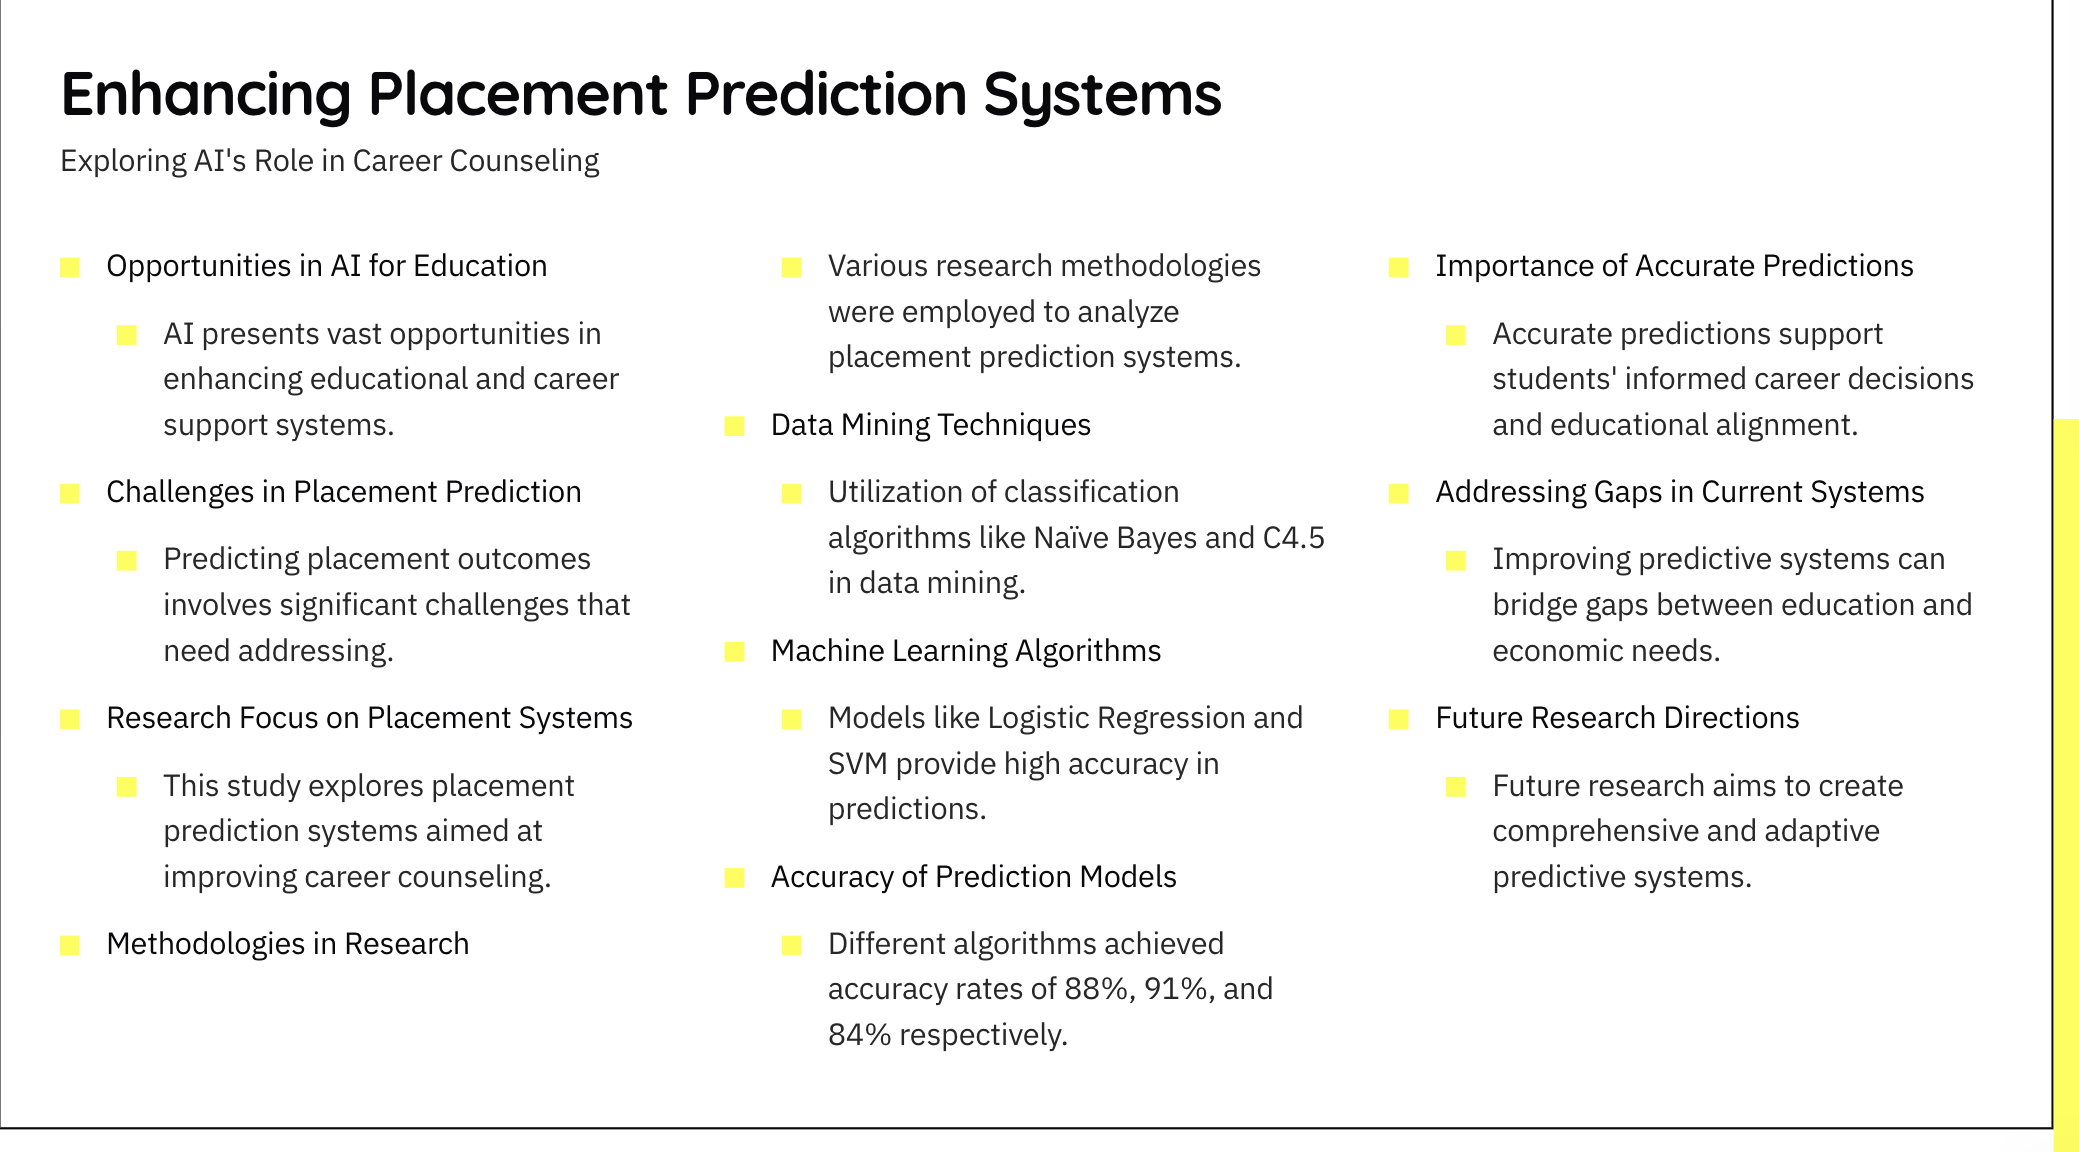 Enhancing Placement Prediction Systems
Exploring AI's Role in Career Counseling
Opportunities in AI for Education
AI presents vast opportunities in
enhancing educational and career
support systems.
Challenges in Placement Prediction
Predicting placement outcomes
involves significant challenges that
need addressing.
Research Focus on Placement Systems
This study explores placement
prediction systems aimed at
improving career counseling.
Methodologies in Research
Various research methodologies
were employed to analyze
placement prediction systems.
Data Mining Techniques
Utilization of classification
algorithms like Naïve Bayes and C4.5
in data mining.
Machine Learning Algorithms
Models like Logistic Regression and
SVM provide high accuracy in
predictions.
Accuracy of Prediction Models
Different algorithms achieved
accuracy rates of 88%, 91%, and
84% respectively.
Importance of Accurate Predictions
Accurate predictions support
students' informed career decisions
and educational alignment.
Addressing Gaps in Current Systems
Improving predictive systems can
bridge gaps between education and
economic needs.
Future Research Directions
Future research aims to create
comprehensive and adaptive
predictive systems.